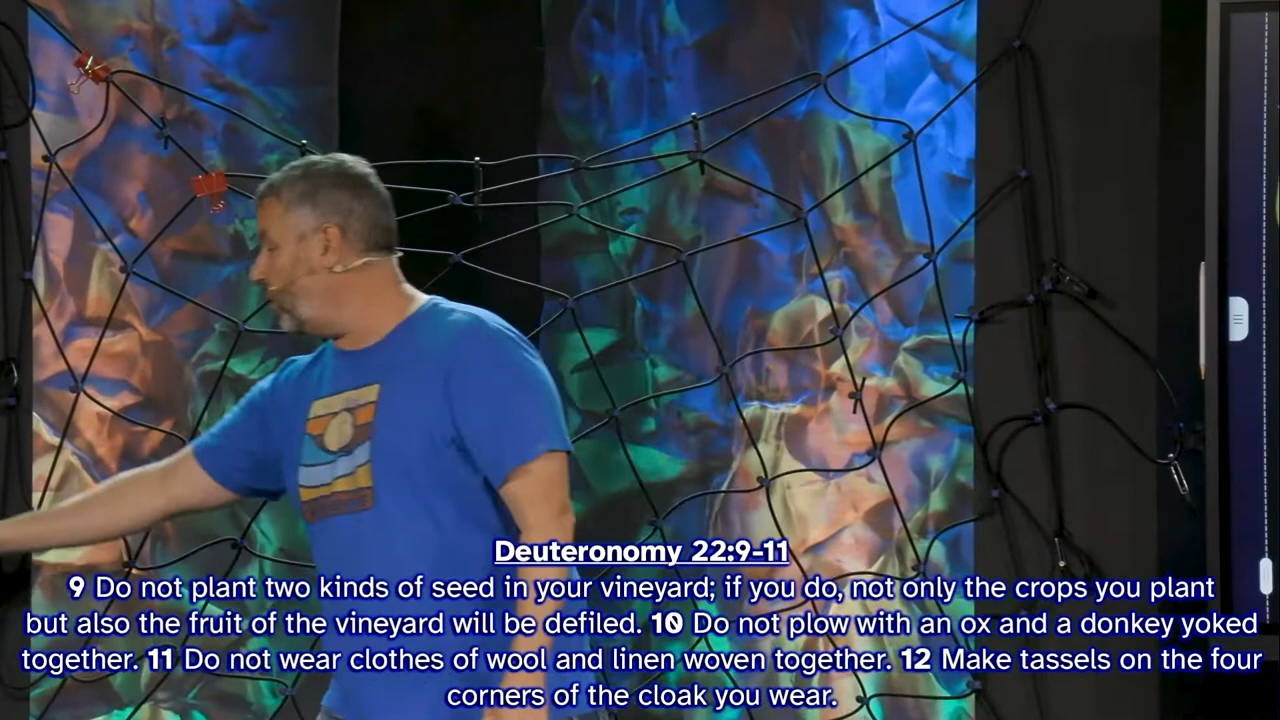 Deuteronomy 22:9-11
9 Do not plant two kinds of seed in your vineyard; if you do, not only the crops you plant
but also the fruit of the vineyard will be defiled. 10 Do not plow with an ox and a donkey yoked
together. 11 Do not wear clothes of wool and linen woven together. 12 Make tassels on the four
corners of the cloak you wear.